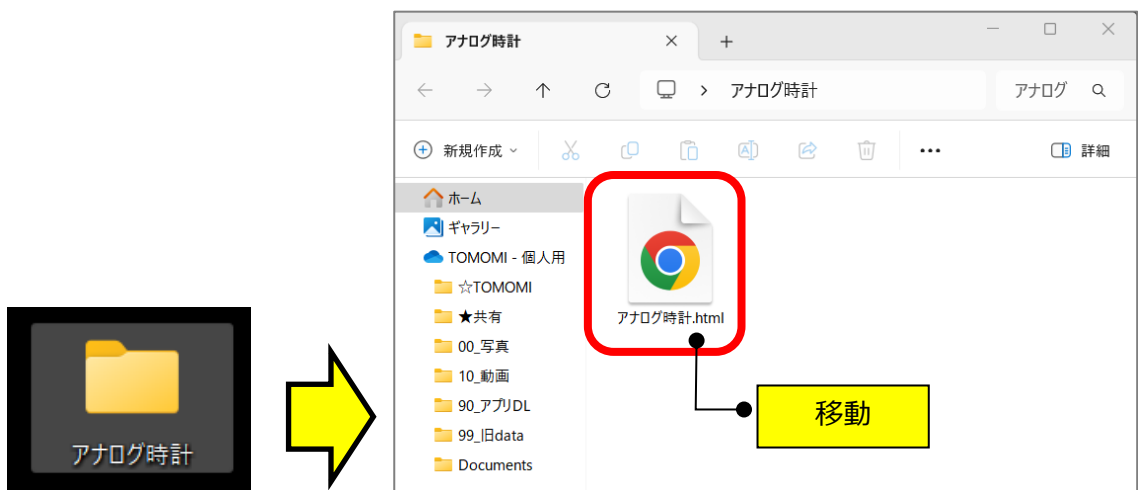 アナログ時計
アナログ時計
アナログ
新規作成
詳細
ホーム
ギャラリー
TOMOMI - 個人用
☆TOMOMI
★共有
00_写真
10_動画
90_アプリDL
99_旧data
Documents
アナログ時計.html
移動
アナログ時計